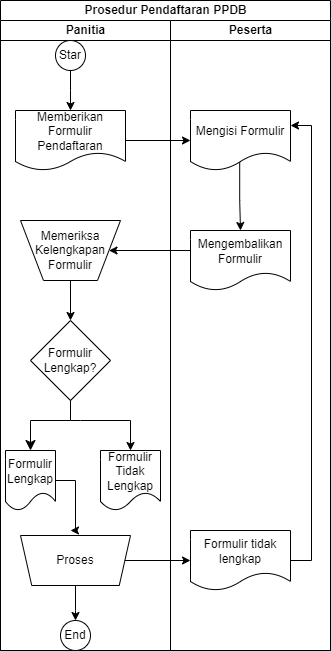 Prosedur Pendaftaran PPDB
Panitia
Peserta
Star
Memberikan
Formulir
Pendaftaran
Mengisi Formulir
Memeriksa
Kelengkapan
Formulir
Mengembalikan
Formulir
Formulir
Lengkap?
Formulir
Lengkap
Formulir
Tidak
Lengkap
Proses
Formulir tidak
lengkap
End